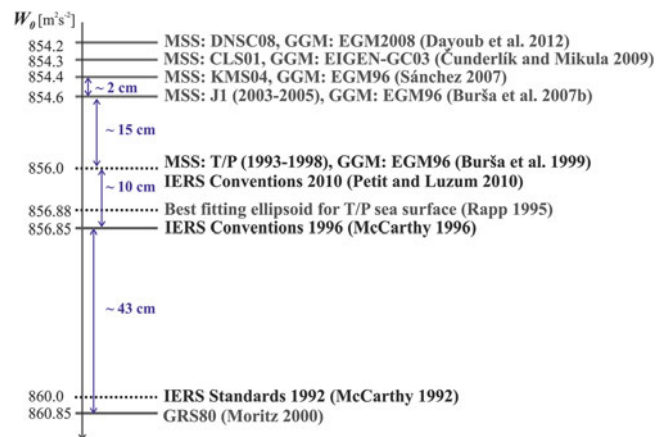 W₀ [m²s⁻²]
854.2 MSS: DNSC08, GGM: EGM2008 (Dayoub et al. 2012)
854.3 MSS: CLS01, GGM: EIGEN-GC03 (Čunderlík and Mikula 2009)
854.4 MSS: KMS04, GGM: EGM96 (Sánchez 2007)
~ 2 cm
854.6 MSS: J1 (2003-2005), GGM: EGM96 (Burša et al. 2007b)
~ 15 cm
856.0 MSS: T/P (1993-1998), GGM: EGM96 (Burša et al. 1999)
IERS Conventions 2010 (Petit and Luzum 2010)
~ 10 cm
856.88 Best fitting ellipsoid for T/P sea surface (Rapp 1995)
856.85 IERS Conventions 1996 (McCarthy 1996)
~ 43 cm
860.0 IERS Standards 1992 (McCarthy 1992)
860.85 GRS80 (Moritz 2000)